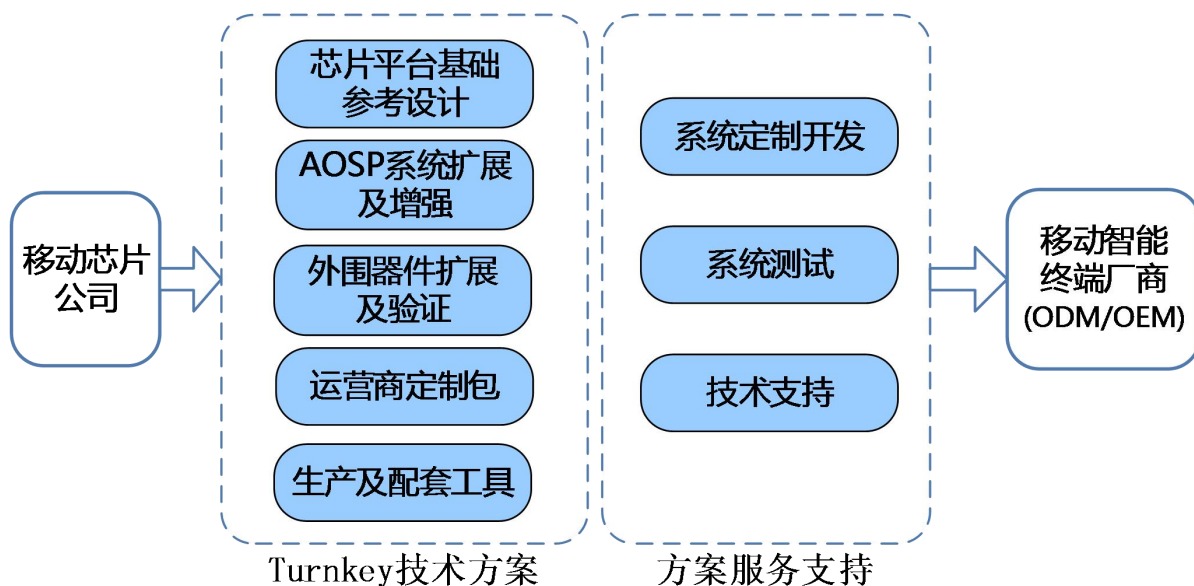 移动芯片
公司
芯片平台基础
参考设计
AOSP系统扩展
及增强
外围器件扩展
及验证
运营商定制包
生产及配套工具
Turnkey技术方案
系统定制开发
系统测试
技术支持
方案服务支持
移动智能
终端厂商
(ODM/OEM)